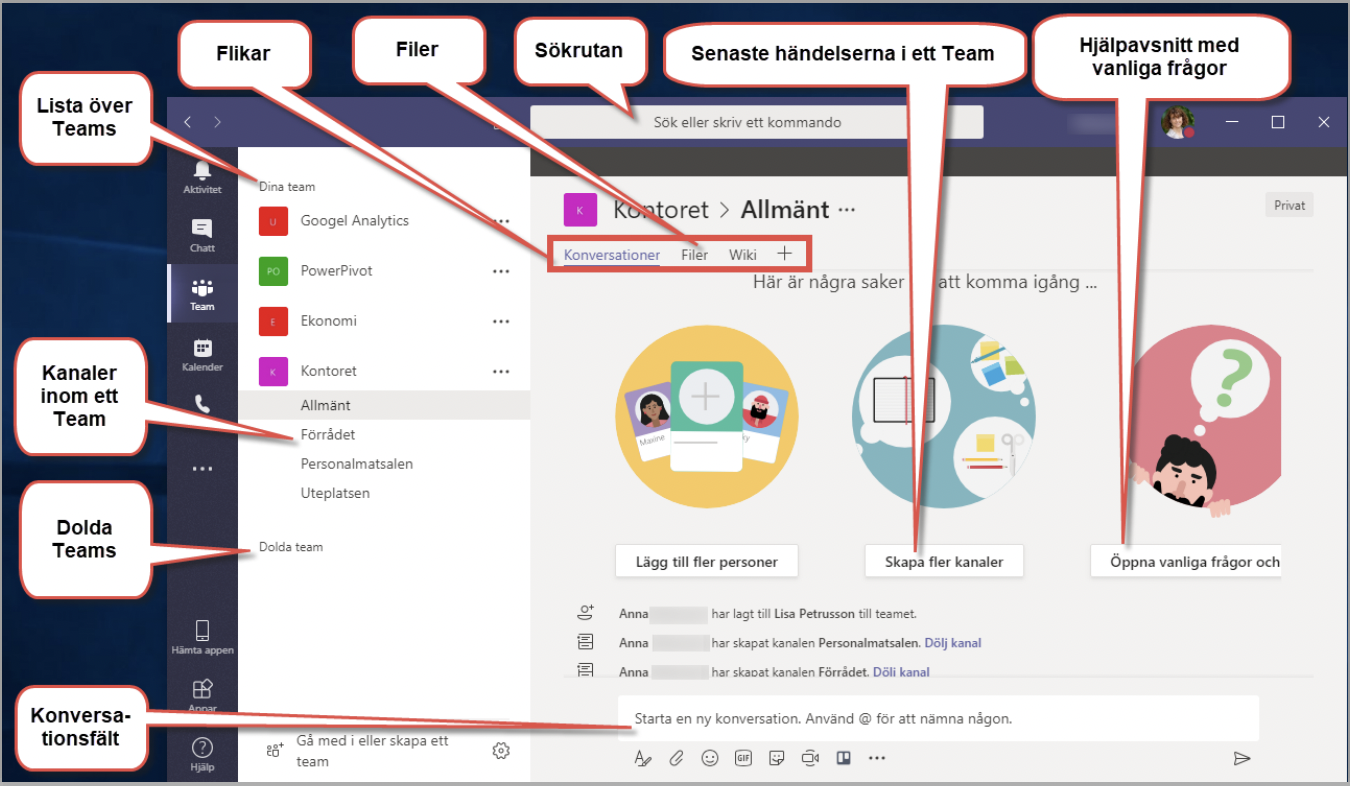 Flikar
Filer
Sökrutan
Senaste händelserna i ett Team
Hjälpavsnitt med
vanliga frågor
Lista över
Teams
Sök eller skriv ett kommando
Aktivitet
Chatt
Team
Kalender
Hämta appen
Appar
Hjälp
Kanaler
inom ett
Team
Dolda
Teams
Konversa-
tionsfält
Dina team
U
Googel Analytics
PO
PowerPivot
E
Ekonomi
K
Kontoret
Allmänt
Förrådet
Personalmatsalen
Uteplatsen
Dolda team
Gå med i eller skapa ett
team
K
Kontoret > Allmänt
Privat
Konversationer Filer Wiki
Här är några saker att komma igång ...
Maxine
Lägg till fler personer
Skapa fler kanaler
Öppna vanliga frågor och
Anna har lagt till Lisa Petrusson till teamet.
Anna har skapat kanalen Personalmatsalen. Dölj kanal
Anna har skapat kanalen Förrådet. Dölj kanal
Starta en ny konversation. Använd @ för att nämna någon.
GIF